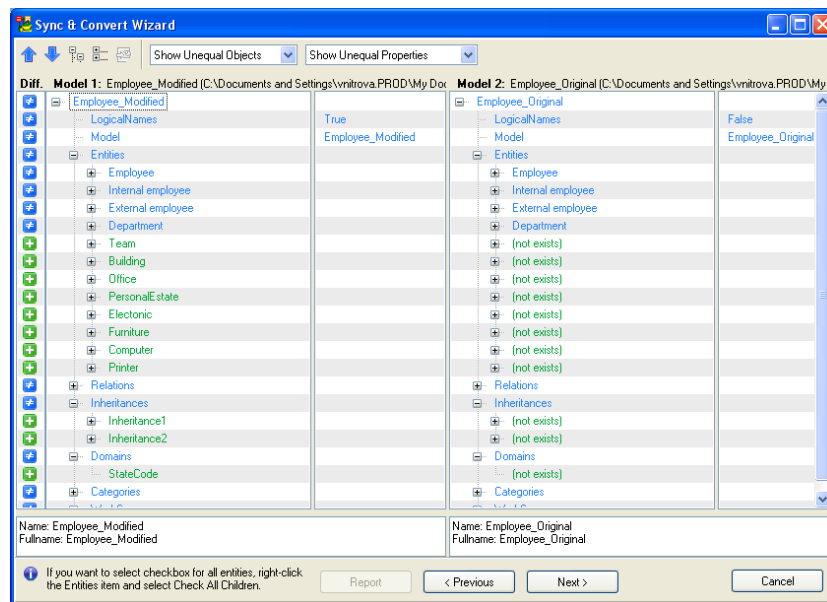 Sync & Convert Wizard
Show Unequal Objects Show Unequal Properties
Diff. Model 1: Employee_Modified (C:\Documents and Settings\vnitrova.PROD\My Doc Model 2: Employee_Original (C:\Documents and Settings\vnitrova.PROD\My
Employee_Modified Employee_Original
LogicalNames True LogicalNames False
Model Employee_Modified Model Employee_Original
Entities Entities
Employee Employee
Internal employee Internal employee
External employee External employee
Department Department
Team (not exists)
Building (not exists)
Office (not exists)
PersonalEstate (not exists)
Electonic (not exists)
Furniture (not exists)
Computer (not exists)
Printer (not exists)
Relations Relations
Inheritances Inheritances
Inheritance1 (not exists)
Inheritance2 (not exists)
Domains Domains
StateCode (not exists)
Categories Categories
Name: Employee_Modified Name: Employee_Original
Fullname: Employee_Modified Fullname: Employee_Original
If you want to select checkbox for all entities, right-click
the Entities item and select Check All Children.
Report < Previous Next > Cancel